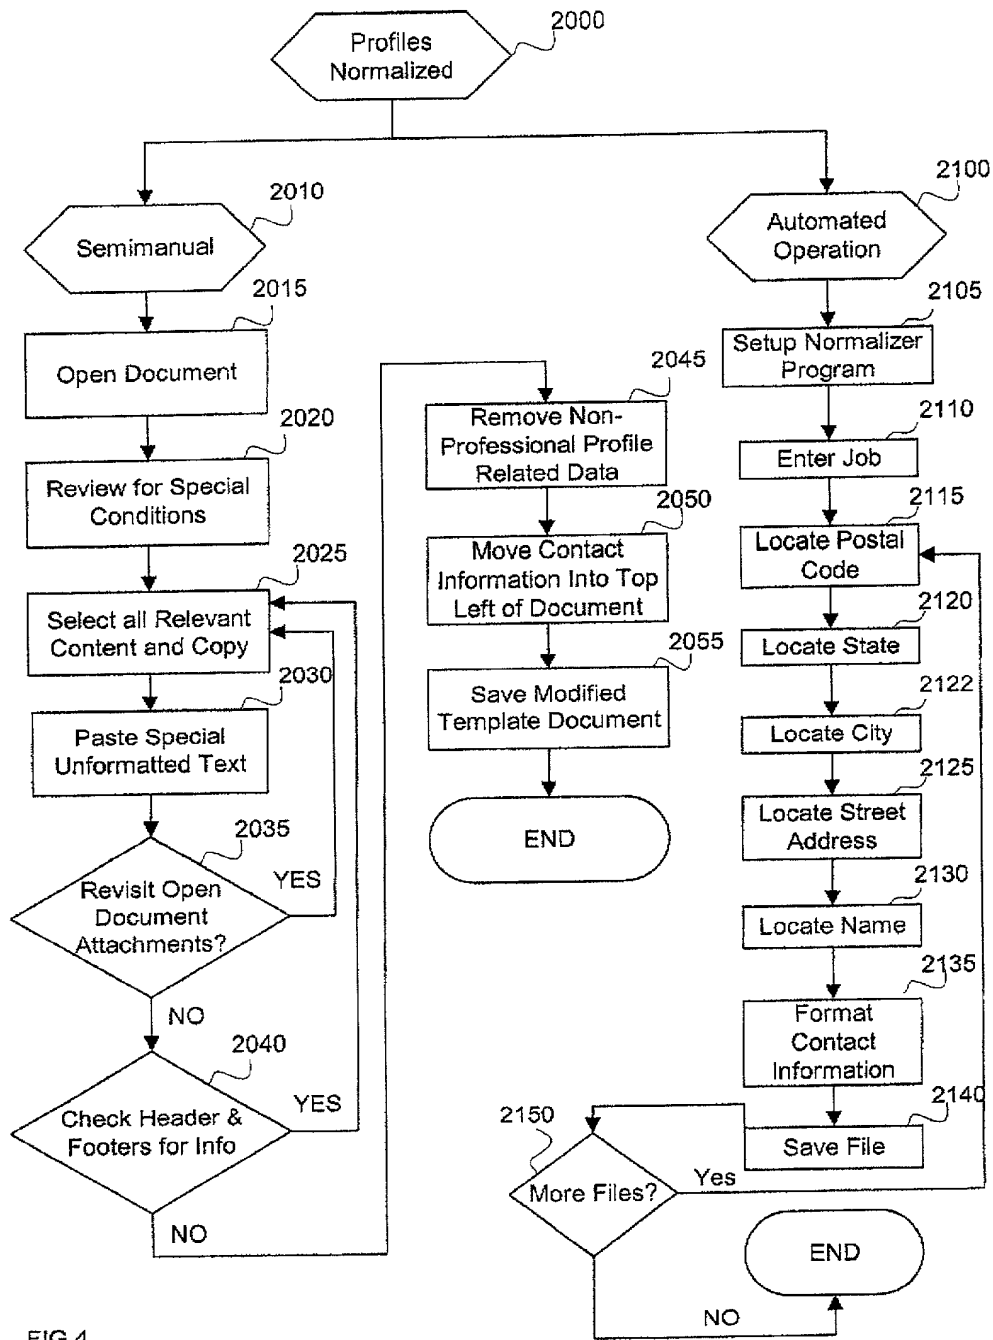 2000
Profiles
Normalized
2010
Semimanual
2015
Open Document
2020
Review for Special
Conditions
2025
Select all Relevant
Content and Copy
2030
Paste Special
Unformatted Text
2035
Revisit Open
Document
Attachments?
YES
NO
2040
Check Header &
Footers for Info
YES
NO
2045
Remove Non-
Professional Profile
Related Data
2050
Move Contact
Information Into Top
Left of Document
2055
Save Modified
Template Document
END
2100
Automated
Operation
2105
Setup Normalizer
Program
2110
Enter Job
2115
Locate Postal
Code
2120
Locate State
2122
Locate City
2125
Locate Street
Address
2130
Locate Name
2135
Format
Contact
Information
2140
Save File
2150
More Files?
Yes
NO
END
FIG 4